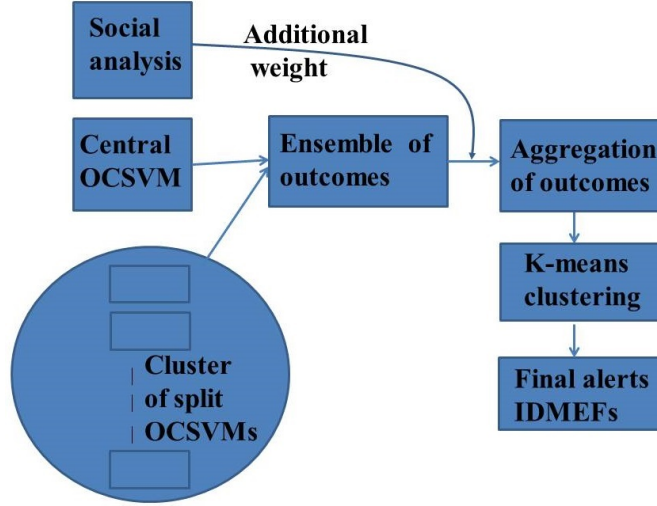 Social
analysis
Additional
weight
Central
OCSVM
Ensemble of
outcomes
Aggregation
of outcomes
K-means
clustering
Cluster
of split
OCSVMs
Final alerts
IDMEFs